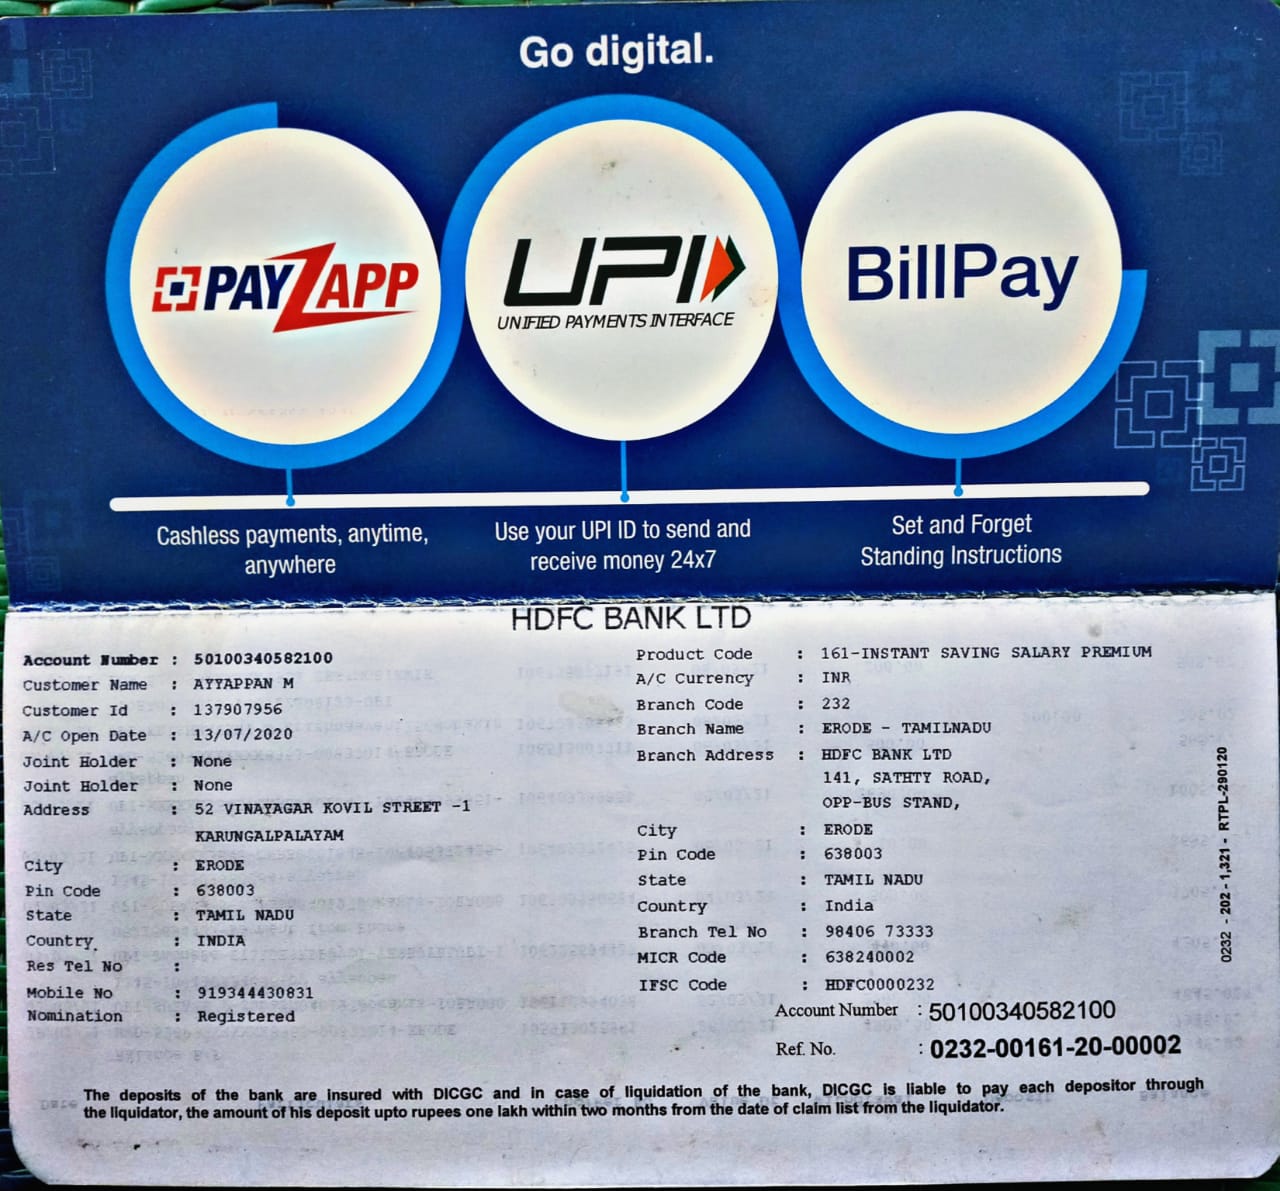 Go digital.
PAYZAPP
UPI
UNIFIED PAYMENTS INTERFACE
BillPay
Cashless payments, anytime,
anywhere
Use your UPI ID to send and
receive money 24x7
Set and Forget
Standing Instructions
HDFC BANK LTD
Account Number : 50100340582100
Customer Name : AYYAPPAN M
Customer Id : 137907956
A/C Open Date : 13/07/2020
Joint Holder : None
Joint Holder : None
Address : 52 VINAYAGAR KOVIL STREET -1
KARUNGALPALAYAM
City : ERODE
Pin Code : 638003
State : TAMIL NADU
Country : INDIA
Res Tel No :
Mobile No : 919344430831
Nomination : Registered
Product Code : 161-INSTANT SAVING SALARY PREMIUM
A/C Currency : INR
Branch Code : 232
Branch Name : ERODE - TAMILNADU
Branch Address : HDFC BANK LTD
141, SATHTY ROAD,
OPP-BUS STAND,
City : ERODE
Pin Code : 638003
State : TAMIL NADU
Country : India
Branch Tel No : 98406 73333
MICR Code : 638240002
IFSC Code : HDFC0000232
Account Number : 50100340582100
Ref. No. : 0232-00161-20-00002
0232 - 202 - 1,321 - RTPL-290120
The deposits of the bank are insured with DICGC and in case of liquidation of the bank, DICGC is liable to pay each depositor through
the liquidator, the amount of his deposit upto rupees one lakh within two months from the date of claim list from the liquidator.